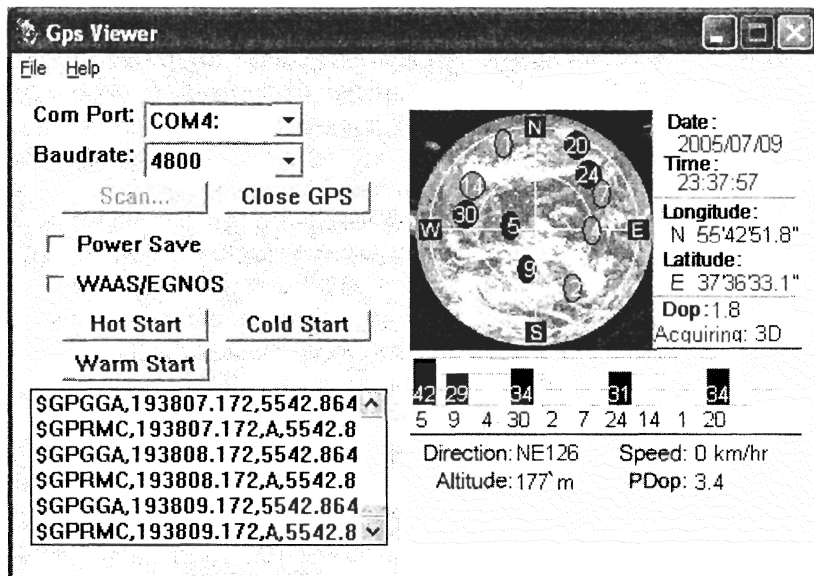 Gps Viewer
File Help
Com Port: COM4:
Baudrate: 4800
Scan... Close GPS
Power Save
WAAS/EGNOS
Hot Start Cold Start
Warm Start
$GPGGA,193807.172,5542.864
$GPRMC,193807.172,A,5542.8
$GPGGA,193808.172,5542.864
$GPRMC,193808.172,A,5542.8
$GPGGA,193809.172,5542.864
$GPRMC,193809.172,A,5542.8
N
20
24
14
30
W
5
E
9
2
S
Date:
2005/07/09
Time:
23:37:57
Longitude:
N 55'42'51.8"
Latitude:
E 37'36'33.1"
Dop:1.8
Acquiring: 3D
42 29 34 31 34
5 9 4 30 2 7 24 14 1 20
Direction: NE126 Speed: 0 km/hr
Altitude: 177` m PDop: 3.4